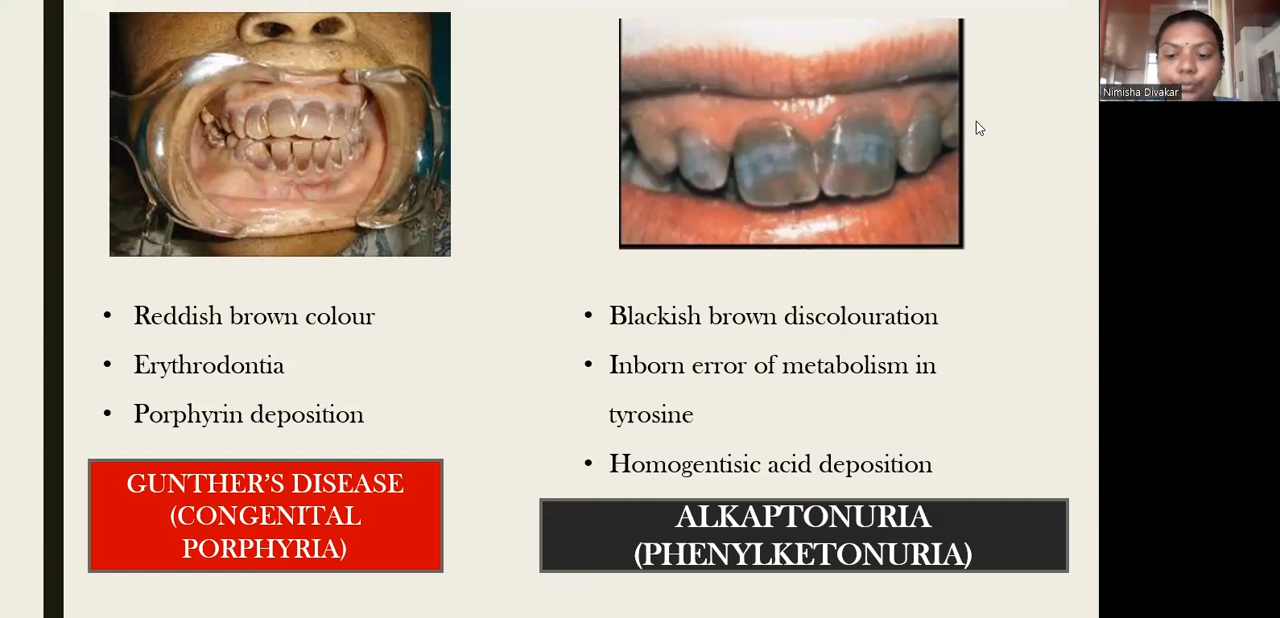 Nimisha Divakar
• Reddish brown colour
• Erythrodontia
• Porphyrin deposition
GUNTHER'S DISEASE
(CONGENITAL
PORPHYRIA)
• Blackish brown discolouration
• Inborn error of metabolism in
tyrosine
• Homogentisic acid deposition
ALKAPTONURIA
(PHENYLKETONURIA)